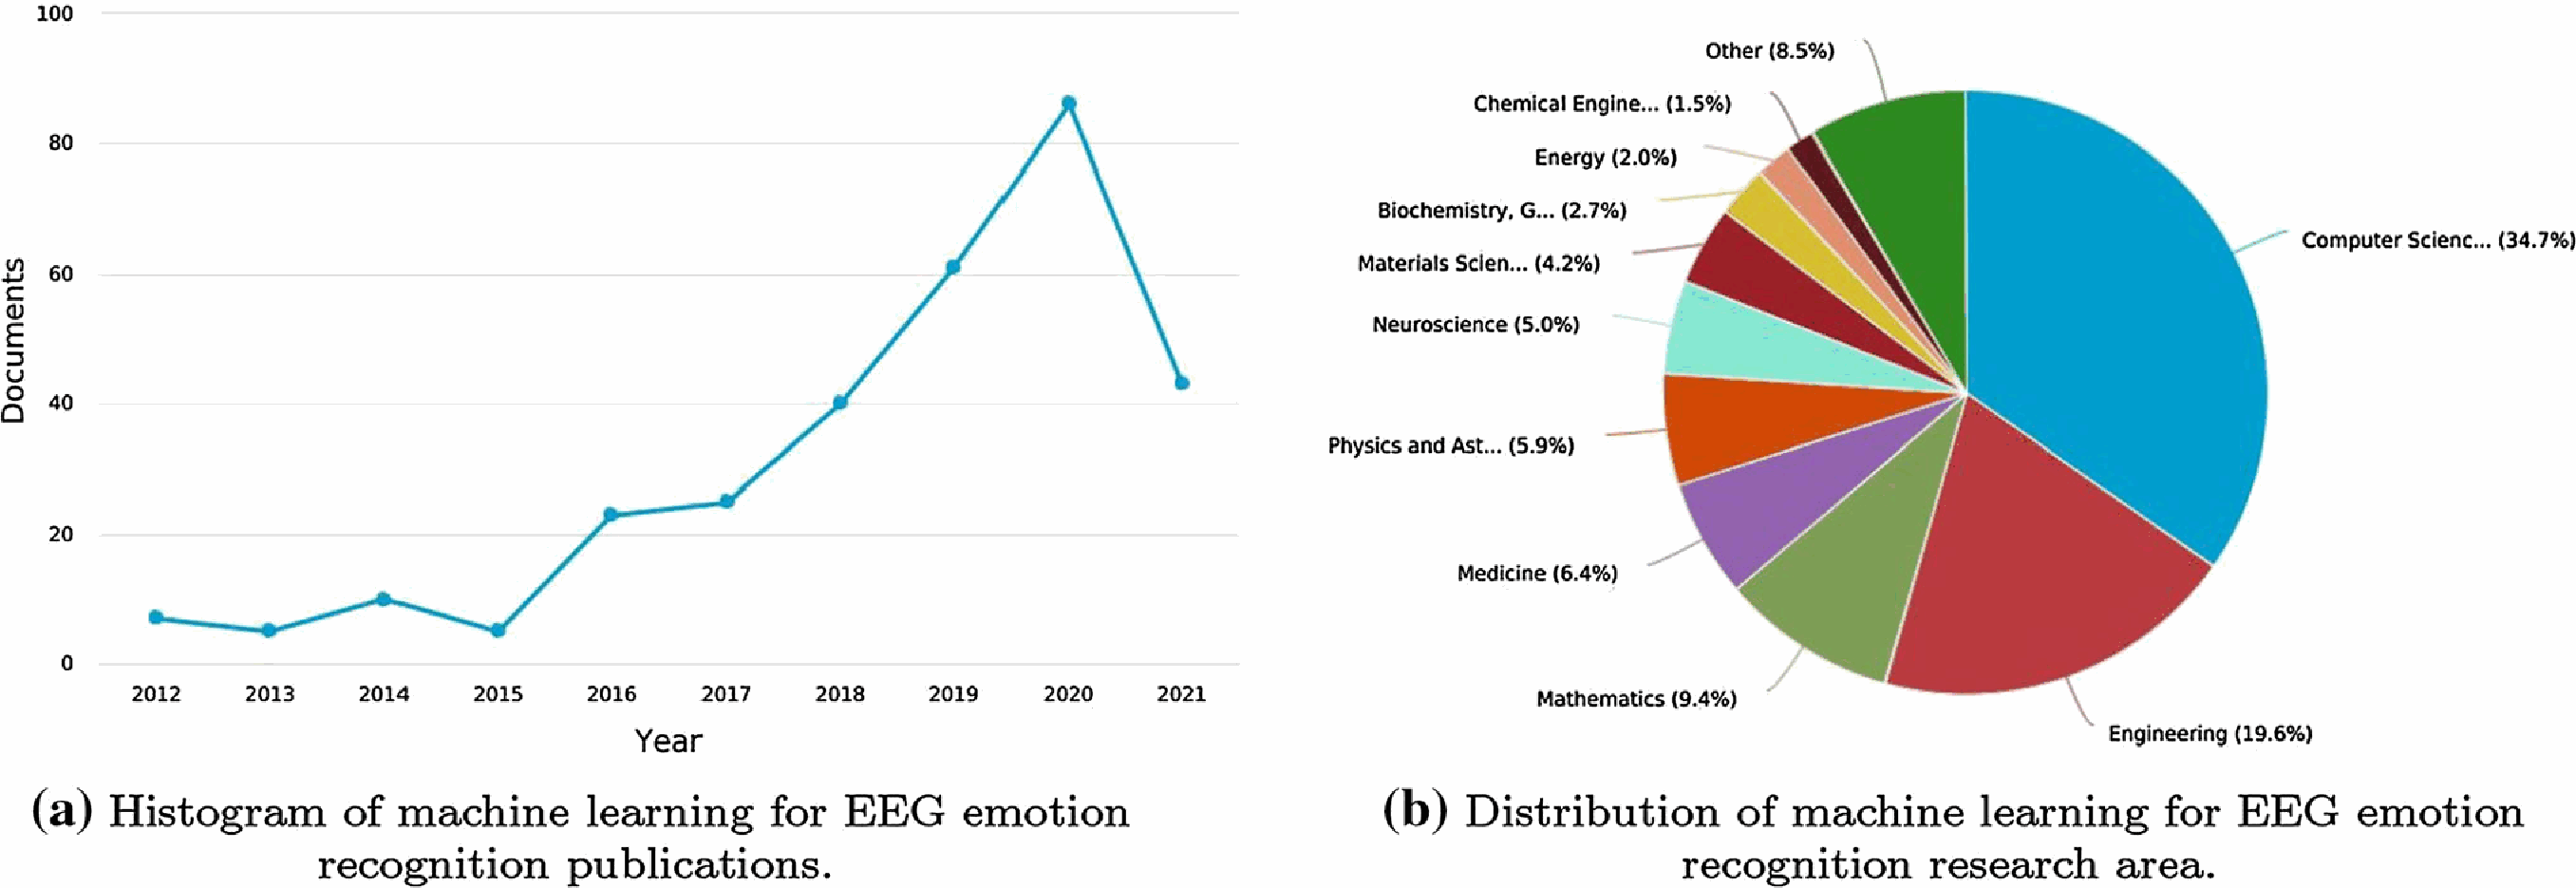 100
80
60
40
20
0
Documents
2012 2013 2014 2015 2016 2017 2018 2019 2020 2021
Year
(a) Histogram of machine learning for EEG emotion
recognition publications.
Other (8.5%)
Chemical Engine... (1.5%)
Energy (2.0%)
Biochemistry, G... (2.7%)
Materials Scien... (4.2%)
Neuroscience (5.0%)
Physics and Ast... (5.9%)
Medicine (6.4%)
Mathematics (9.4%)
Engineering (19.6%)
Computer Scienc... (34.7%)
(b) Distribution of machine learning for EEG emotion
recognition research area.